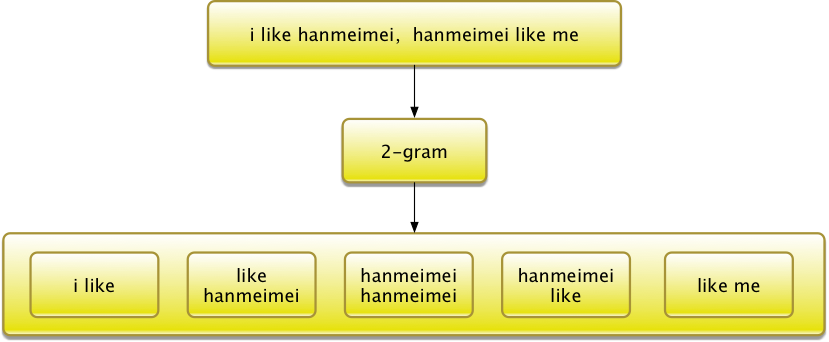 i like hanmeimei，hanmeimei like me
2-gram
i like
like
hanmeimei
hanmeimei
hanmeimei
hanmeimei
like
like me